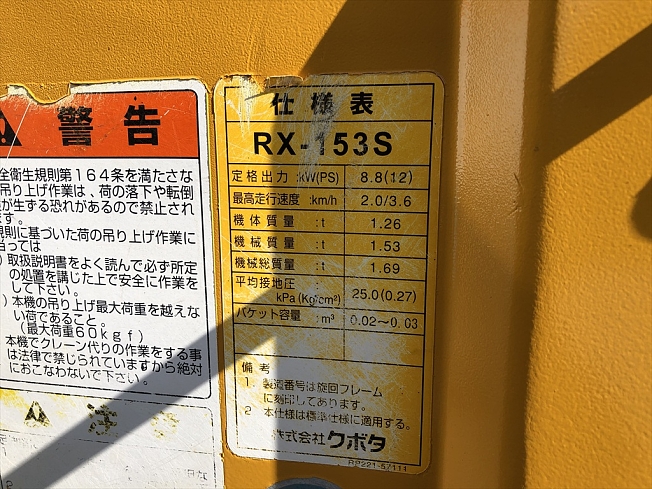 警告
全衛生規則第164条を満たさな
吊り上げ作業は、荷の落下や転倒
が生する恐れがあるので禁止され
ます。
規則に基づいた荷の吊り上げ作業に
当っては
取扱説明書をよく読んで必ず所定
の処置を講じた上で安全に作業を
して下さい。
本機の吊り上げ最大荷重を越えな
い荷であること。
(最大荷重60kgf)
本機でクレーン代りの作業をする事
は法律で禁じられていますから絶対
におこなわないで下さい。
注意
仕様表
RX-153S
定格出力 :kW(PS) 8.8(12)
最高走行速度: km/h 2.0/3.6
機体質量 : t 1.26
機械質量 : t 1.53
機械総質量 : t 1.69
平均接地圧:
kPa(Kg/cm²) 25.0(0.27)
バケット容量 : m³ 0.02〜0.03
備考
1. 製造番号は旋回フレーム
に刻印してあります。
2 本仕様は標準仕様に適用する。
株式会社クボタ
RP221-57111